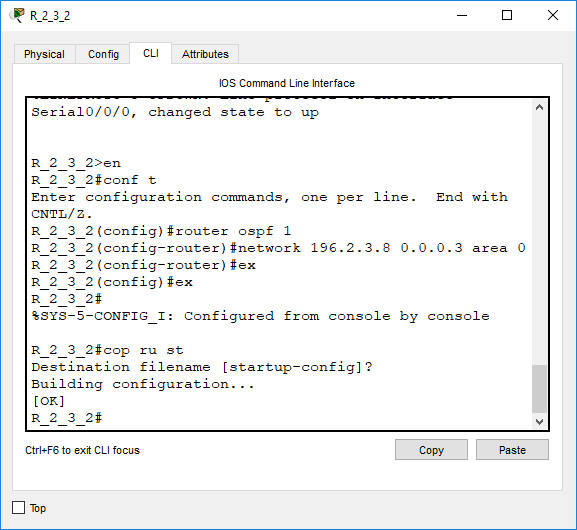 R_2_3_2
Physical Config CLI Attributes
IOS Command Line Interface
Serial0/0/0, changed state to up
R_2_3_2>en
R_2_3_2#conf t
Enter configuration commands, one per line.  End with
CNTL/Z.
R_2_3_2(config)#router ospf 1
R_2_3_2(config-router)#network 196.2.3.8 0.0.0.3 area 0
R_2_3_2(config-router)#ex
R_2_3_2(config)#ex
R_2_3_2#
%SYS-5-CONFIG_I: Configured from console by console
R_2_3_2#cop ru st
Destination filename [startup-config]?
Building configuration...
[OK]
R_2_3_2#
Ctrl+F6 to exit CLI focus
Copy Paste
Top